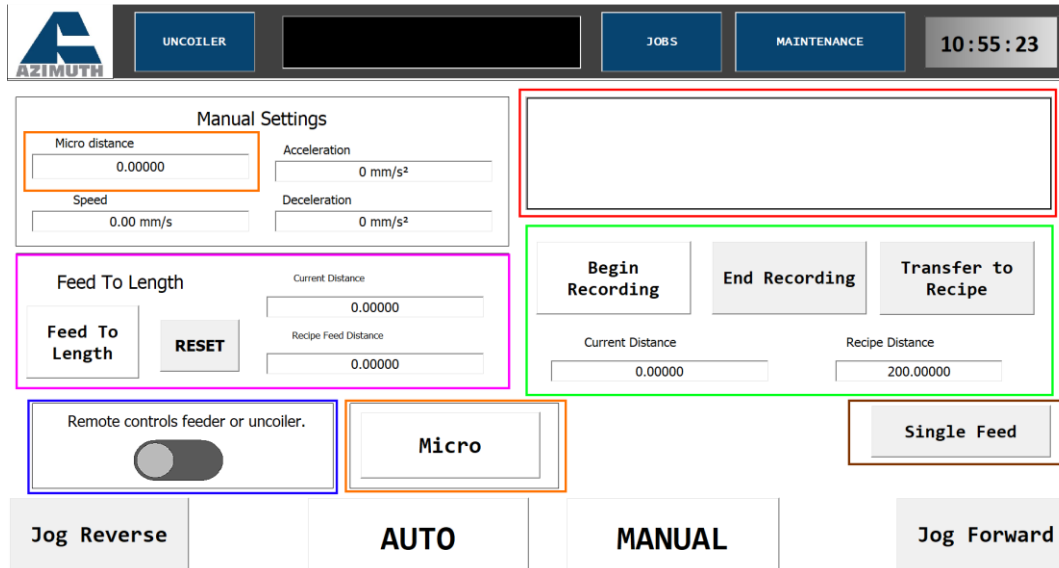 AZIMUTH
UNCOILER
JOBS
MAINTENANCE
10:55:23
Manual Settings
Micro distance
0.00000
Acceleration
0 mm/s²
Speed
0.00 mm/s
Deceleration
0 mm/s²
Feed To Length
Feed To
Length
RESET
Current Distance
0.00000
Recipe Feed Distance
0.00000
Begin
Recording
End Recording
Transfer to
Recipe
Current Distance
0.00000
Recipe Distance
200.00000
Remote controls feeder or uncoiler.
Micro
Single Feed
Jog Reverse
AUTO
MANUAL
Jog Forward